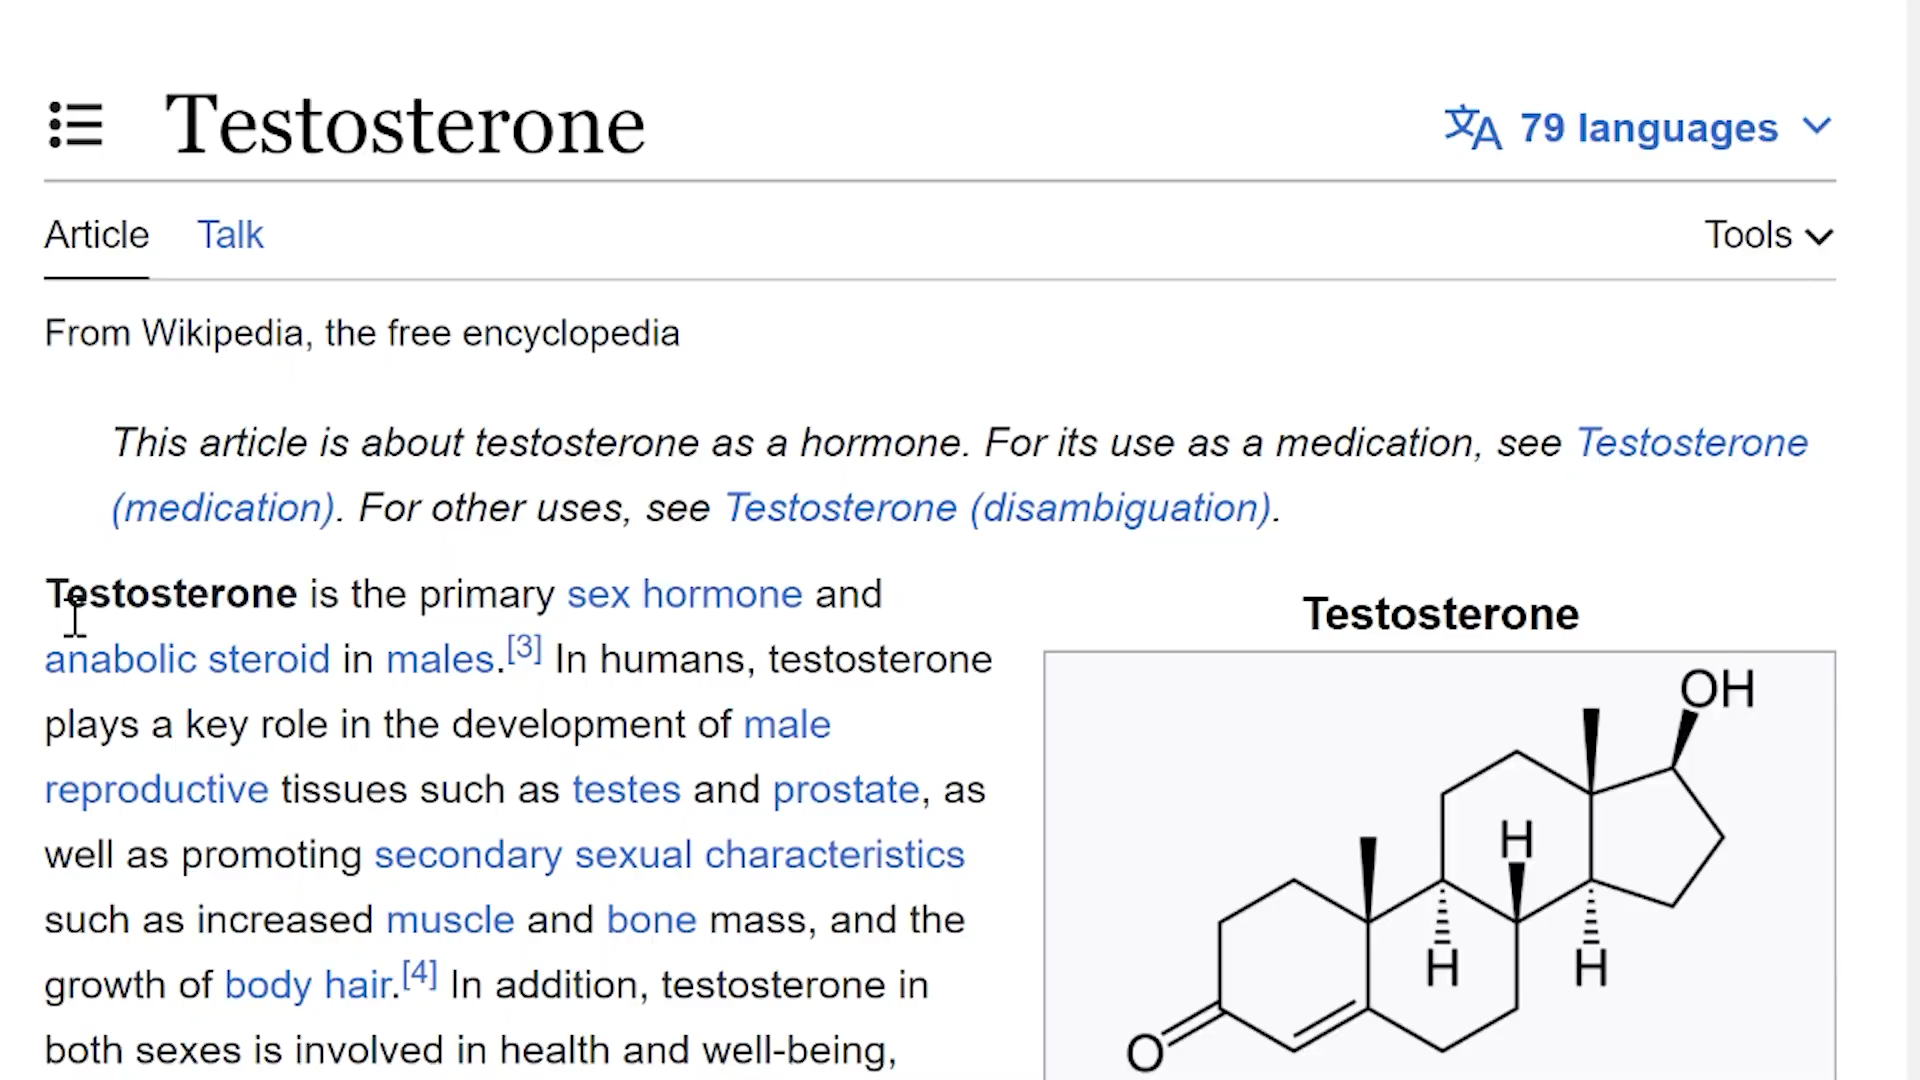 Testosterone
文A 79 languages
Article Talk Tools
From Wikipedia, the free encyclopedia
This article is about testosterone as a hormone. For its use as a medication, see Testosterone
(medication). For other uses, see Testosterone (disambiguation).
Testosterone is the primary sex hormone and
anabolic steroid in males.[3] In humans, testosterone
plays a key role in the development of male
reproductive tissues such as testes and prostate, as
well as promoting secondary sexual characteristics
such as increased muscle and bone mass, and the
growth of body hair.[4] In addition, testosterone in
both sexes is involved in health and well-being,
Testosterone
OH
H
H H
O